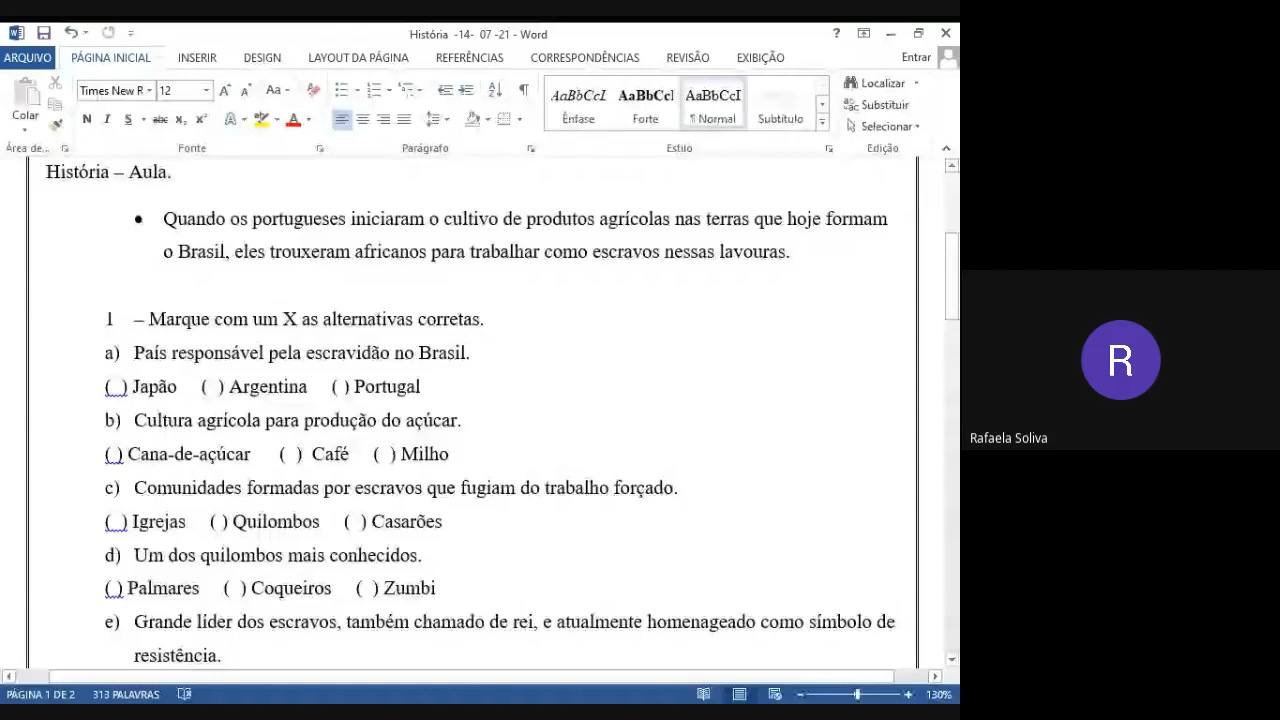 História -14- 07 -21 - Word
ARQUIVO PÁGINA INICIAL INSERIR DESIGN LAYOUT DA PÁGINA REFERÊNCIAS CORRESPONDÊNCIAS REVISÃO EXIBIÇÃO Entrar
Colar
Times New R 12
N I S abc x₂ x² A A
Aa
AaBbCcI AaBbCcl AaBbCcI
Ênfase Forte ¶ Normal Subtítulo
Localizar
Substituir
Selecionar
Área de... Fonte Parágrafo Estilo Edição
História – Aula.
• Quando os portugueses iniciaram o cultivo de produtos agrícolas nas terras que hoje formam
o Brasil, eles trouxeram africanos para trabalhar como escravos nessas lavouras.
1 – Marque com um X as alternativas corretas.
a) País responsável pela escravidão no Brasil.
( ) Japão ( ) Argentina ( ) Portugal
b) Cultura agrícola para produção do açúcar.
( ) Cana-de-açúcar ( ) Café ( ) Milho
c) Comunidades formadas por escravos que fugiam do trabalho forçado.
( ) Igrejas ( ) Quilombos ( ) Casarões
d) Um dos quilombos mais conhecidos.
( ) Palmares ( ) Coqueiros ( ) Zumbi
e) Grande líder dos escravos, também chamado de rei, e atualmente homenageado como símbolo de
resistência.
PÁGINA 1 DE 2 313 PALAVRAS 130%
R
Rafaela Soliva